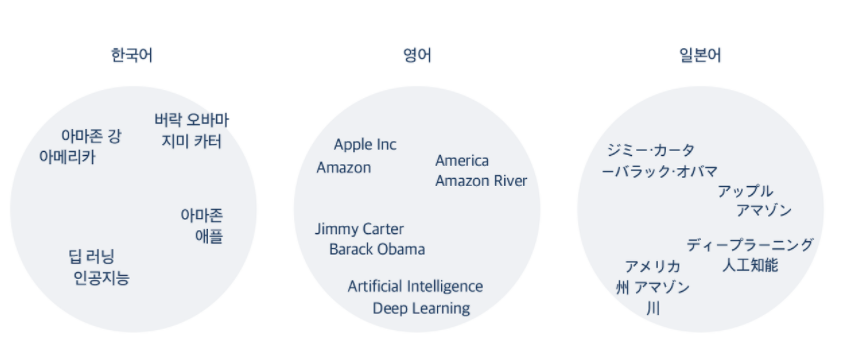 한국어
아마존 강
아메리카
버락 오바마
지미 카터
아마존
애플
딥 러닝
인공지능
영어
Apple Inc
Amazon
America
Amazon River
Jimmy Carter
Barack Obama
Artificial Intelligence
Deep Learning
일본어
ジミー·カータ
ーバラック·オバマ
アップル
アマゾン
ディープラーニング
人工知能
アメリカ
州 アマゾン
川